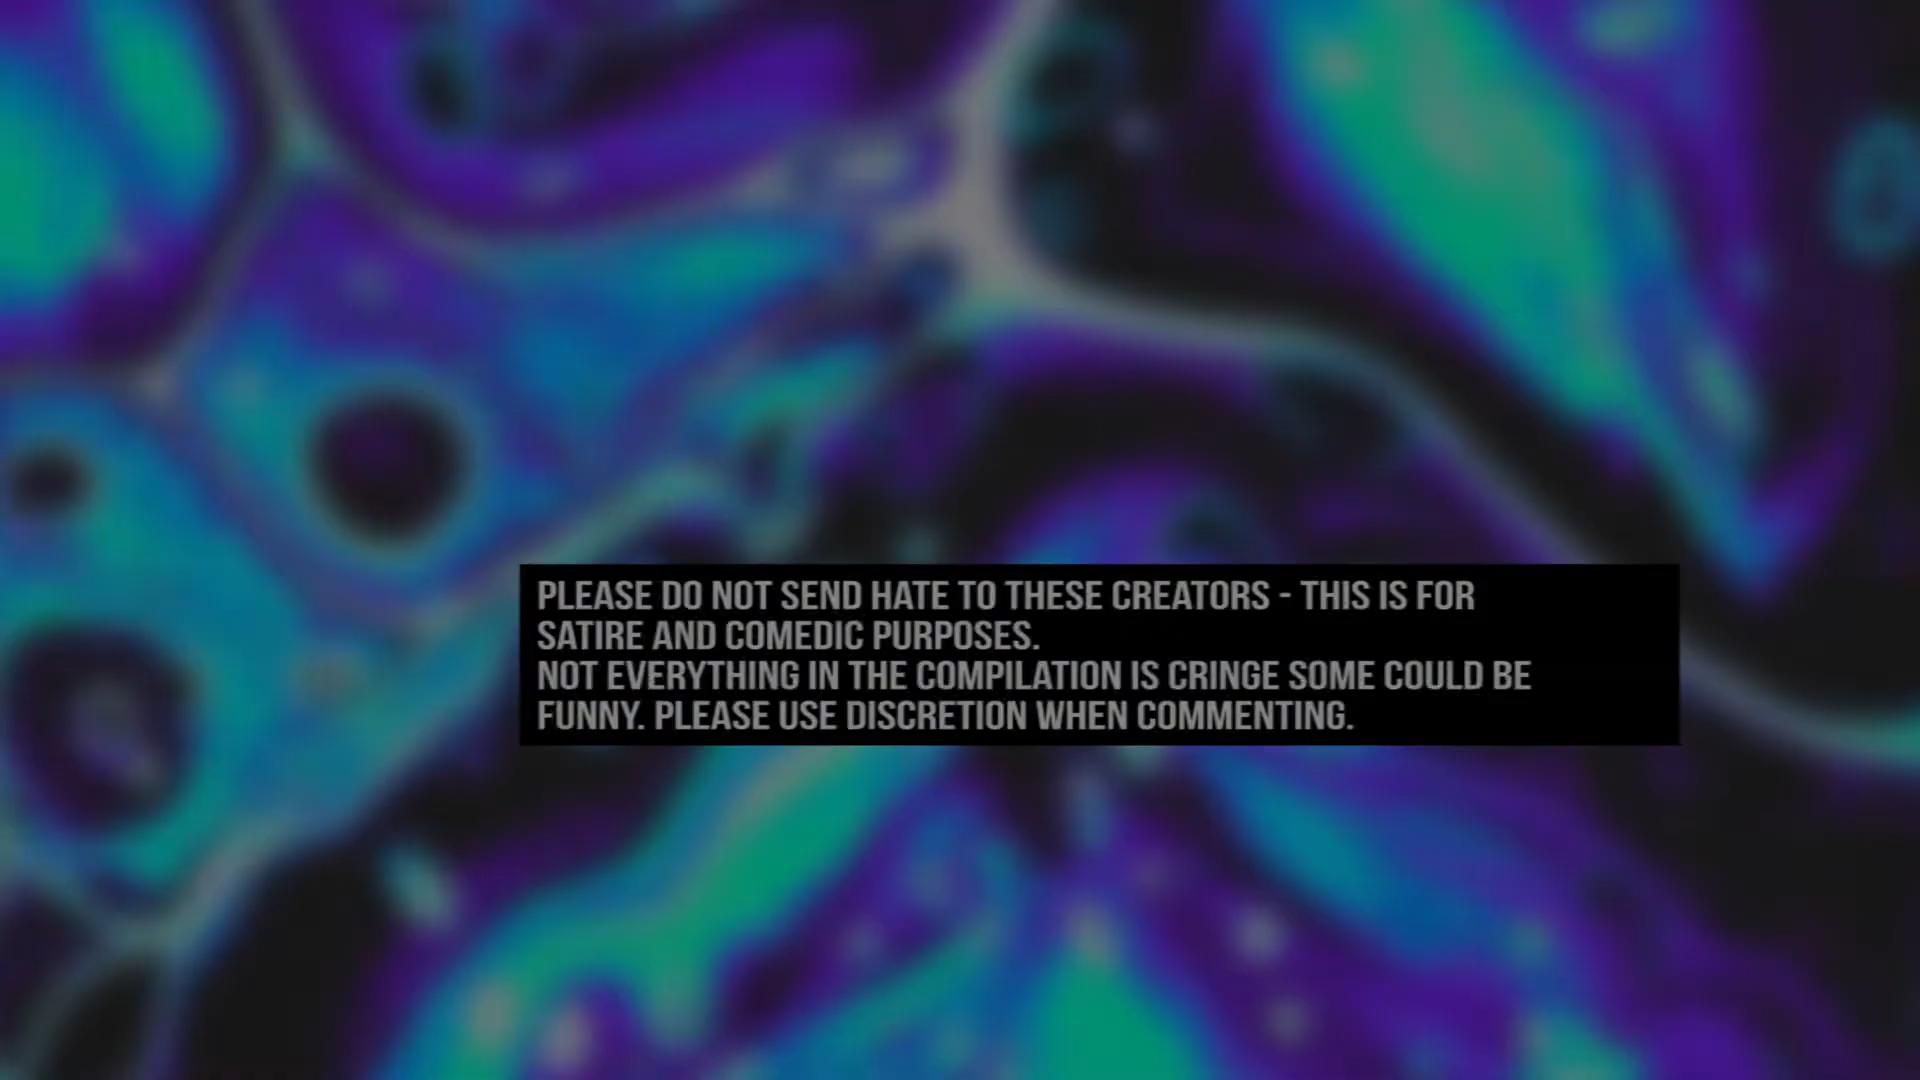 PLEASE DO NOT SEND HATE TO THESE CREATORS - THIS IS FOR
SATIRE AND COMEDIC PURPOSES.
NOT EVERYTHING IN THE COMPILATION IS CRINGE SOME COULD BE
FUNNY. PLEASE USE DISCRETION WHEN COMMENTING.